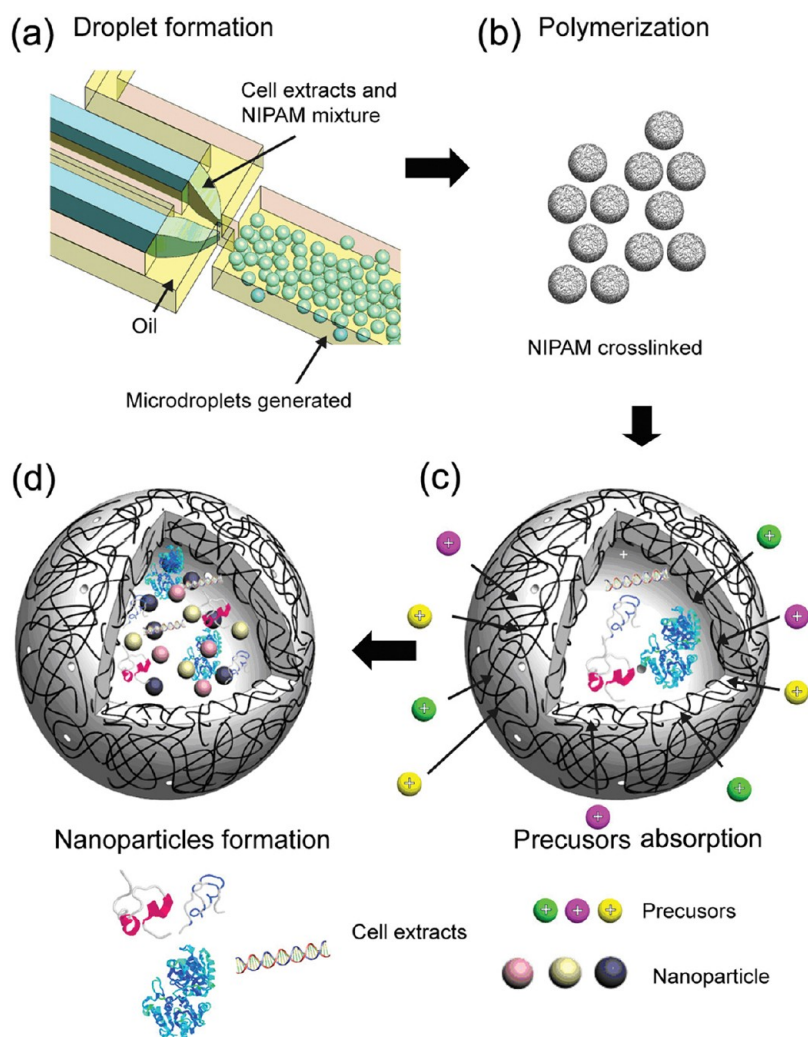 (a) Droplet formation
Cell extracts and
NIPAM mixture
Oil
Microdroplets generated
(b) Polymerization
NIPAM crosslinked
(d)
(c)
+
+
+
+
+
+
+
+
+
+
Nanoparticles formation
Precusors absorption
Cell extracts
+ + + Precusors
Nanoparticle